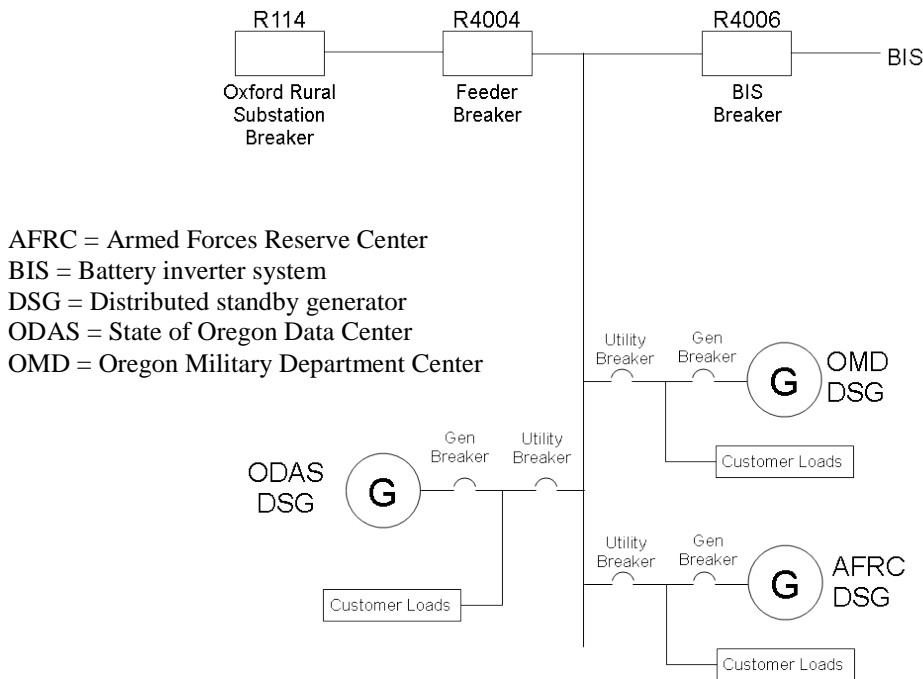 R114
R4004
R4006
BIS
Oxford Rural
Substation
Breaker
Feeder
Breaker
BIS
Breaker
AFRC = Armed Forces Reserve Center
BIS = Battery inverter system
DSG = Distributed standby generator
ODAS = State of Oregon Data Center
OMD = Oregon Military Department Center
Utility
Breaker
Gen
Breaker
G
OMD
DSG
Customer Loads
ODAS
DSG
G
Gen
Breaker
Utility
Breaker
Customer Loads
Utility
Breaker
Gen
Breaker
G
AFRC
DSG
Customer Loads